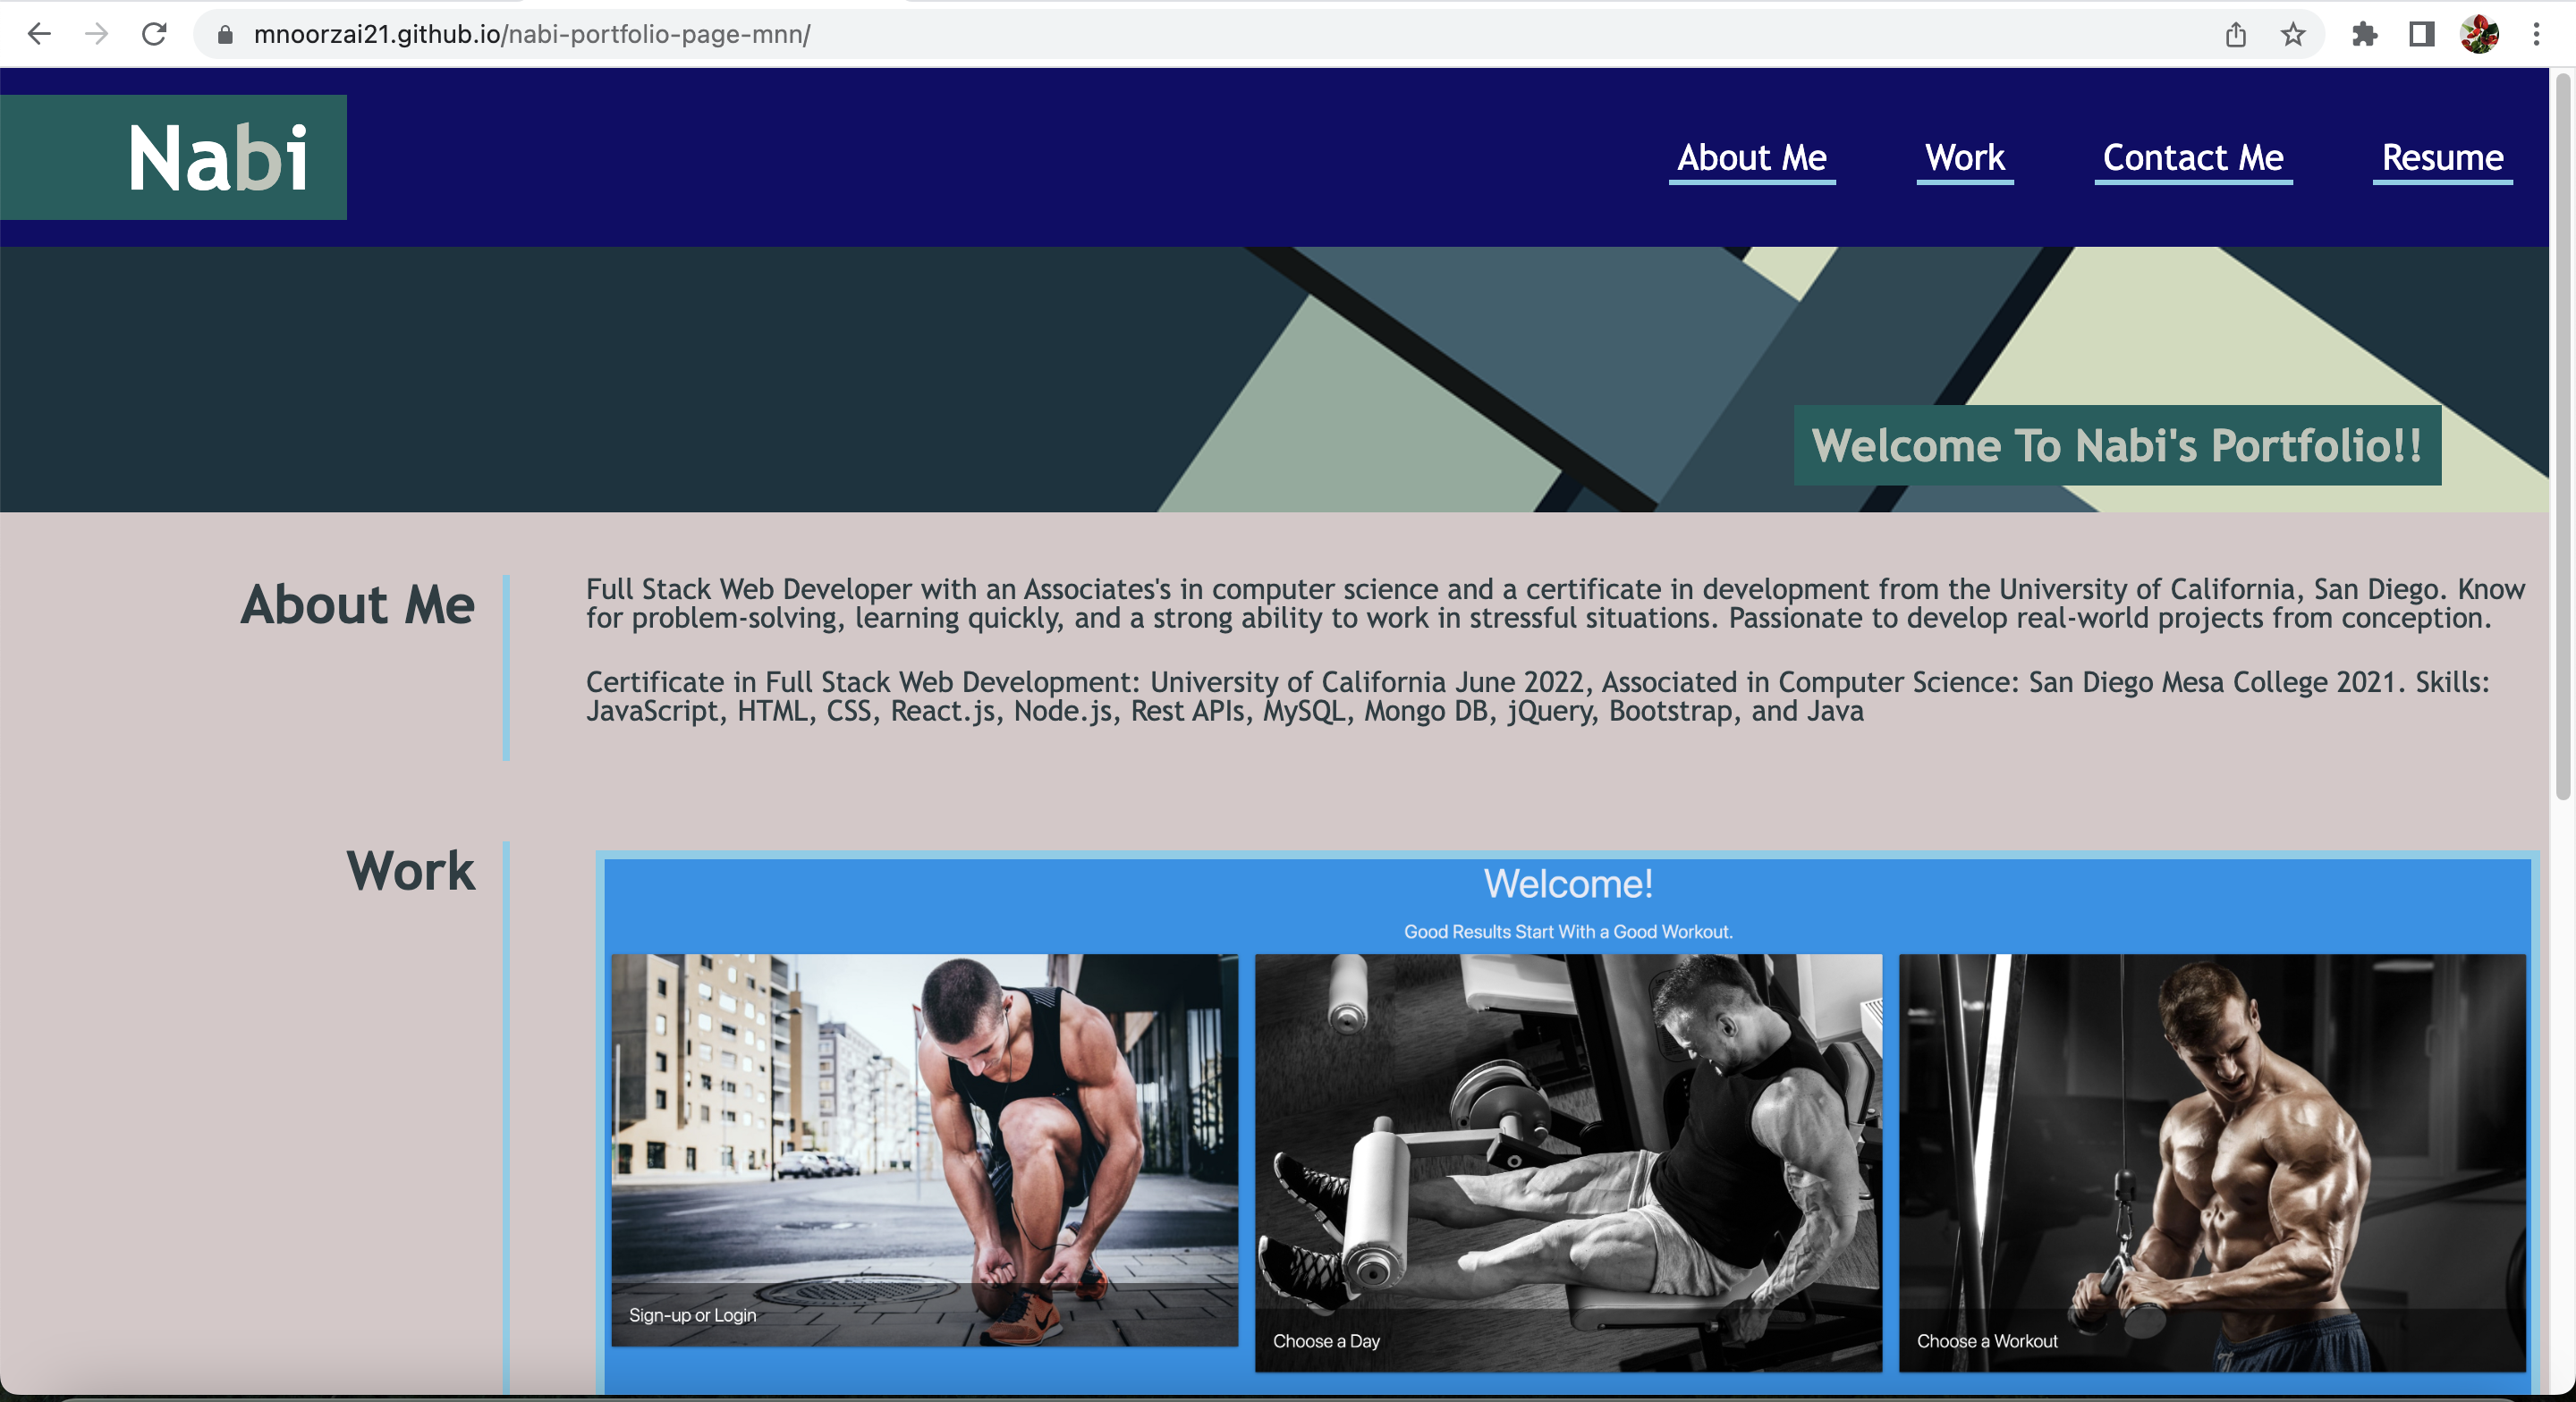 mnoorzai21.github.io/nabi-portfolio-page-mnn/
Nabi
About Me
Work
Contact Me
Resume
Welcome To Nabi's Portfolio!!
About Me
Full Stack Web Developer with an Associates's in computer science and a certificate in development from the University of California, San Diego. Know
for problem-solving, learning quickly, and a strong ability to work in stressful situations. Passionate to develop real-world projects from conception.
Certificate in Full Stack Web Development: University of California June 2022, Associated in Computer Science: San Diego Mesa College 2021. Skills:
JavaScript, HTML, CSS, React.js, Node.js, Rest APIs, MySQL, Mongo DB, jQuery, Bootstrap, and Java
Work
Welcome!
Good Results Start With a Good Workout.
Sign-up or Login
Choose a Day
Choose a Workout